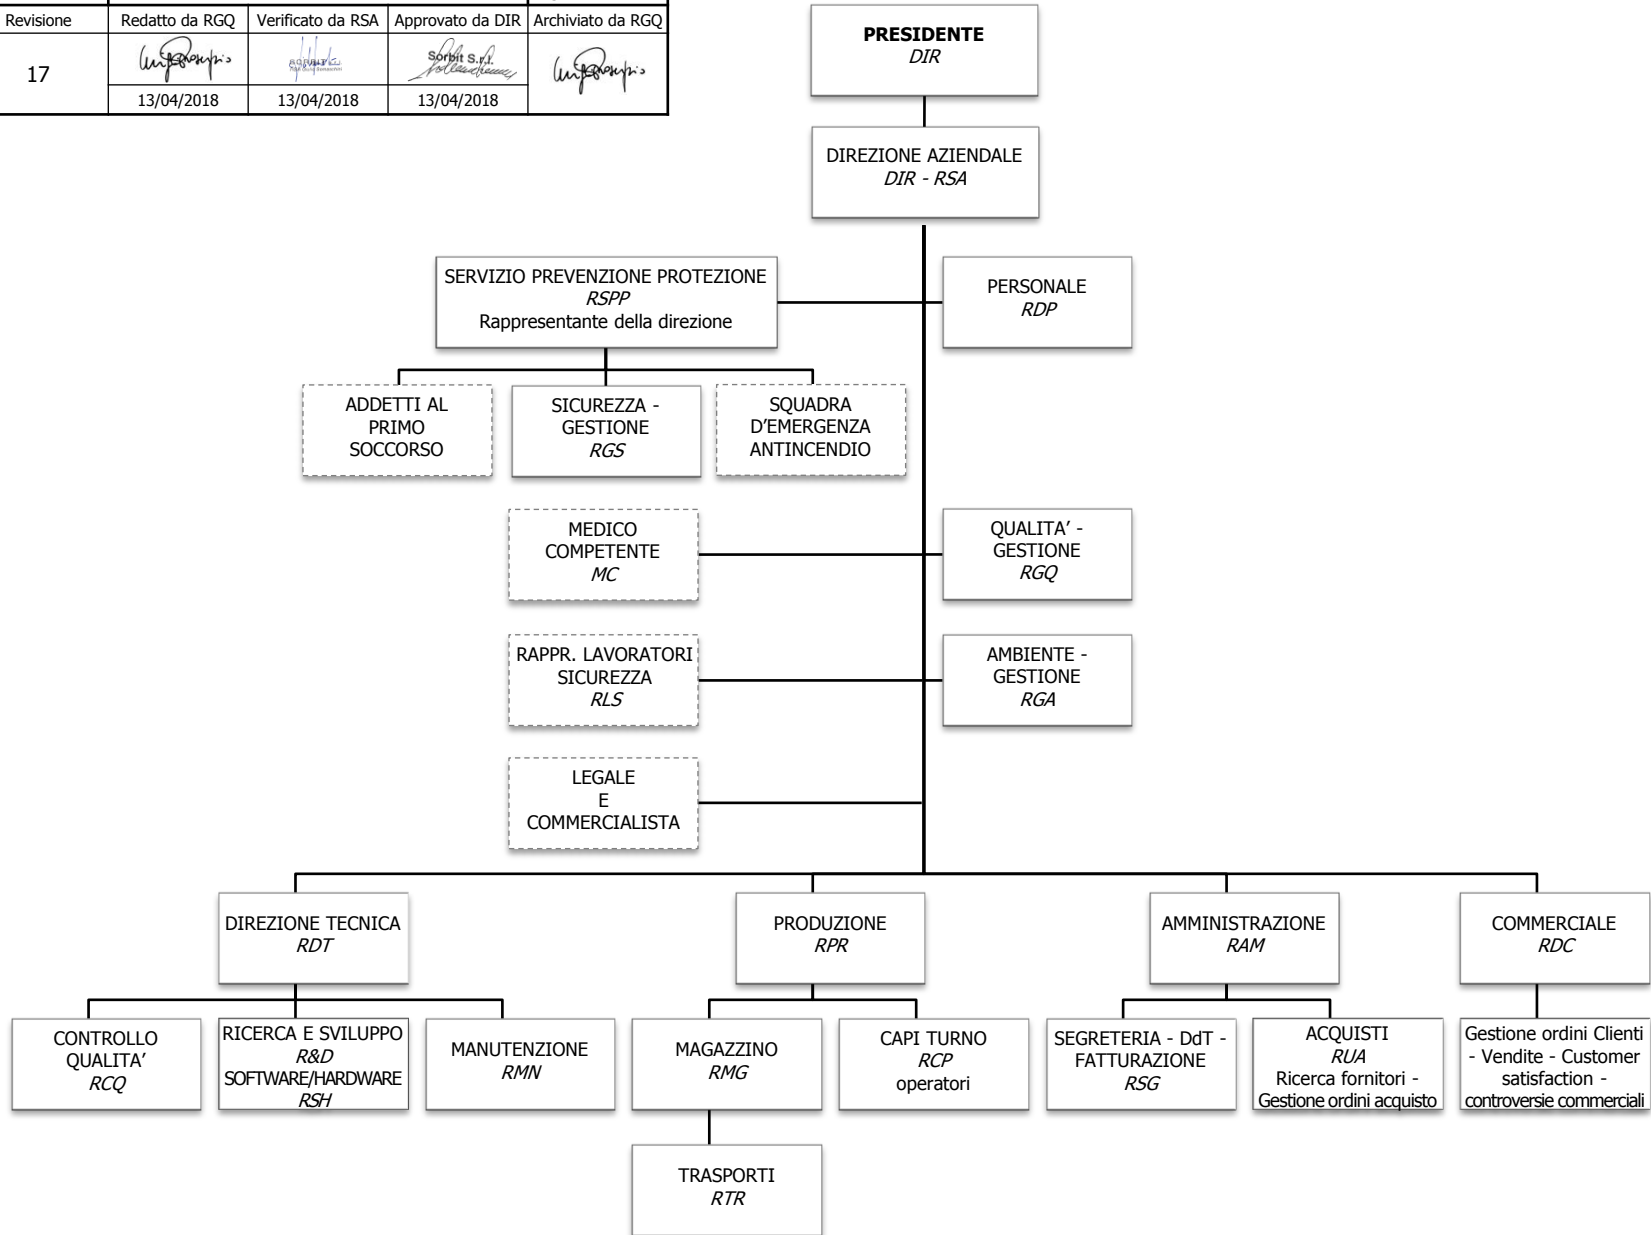 Revisione
Redatto da RGQ
Verificato da RSA
Approvato da DIR
Archiviato da RGQ
17
Sorbit S.r.l.
13/04/2018
13/04/2018
13/04/2018
PRESIDENTE
DIR
DIREZIONE AZIENDALE
DIR - RSA
SERVIZIO PREVENZIONE PROTEZIONE
RSPP
Rappresentante della direzione
PERSONALE
RDP
ADDETTI AL
PRIMO
SOCCORSO
SICUREZZA -
GESTIONE
RGS
SQUADRA
D'EMERGENZA
ANTINCENDIO
MEDICO
COMPETENTE
MC
QUALITA’ -
GESTIONE
RGQ
RAPPR. LAVORATORI
SICUREZZA
RLS
AMBIENTE -
GESTIONE
RGA
LEGALE
E
COMMERCIALISTA
DIREZIONE TECNICA
RDT
PRODUZIONE
RPR
AMMINISTRAZIONE
RAM
COMMERCIALE
RDC
CONTROLLO
QUALITA’
RCQ
RICERCA E SVILUPPO
R&D
SOFTWARE/HARDWARE
RSH
MANUTENZIONE
RMN
MAGAZZINO
RMG
CAPI TURNO
RCP
operatori
SEGRETERIA - DdT -
FATTURAZIONE
RSG
ACQUISTI
RUA
Ricerca fornitori -
Gestione ordini acquisto
Gestione ordini Clienti
- Vendite - Customer
satisfaction -
controversie commerciali
TRASPORTI
RTR